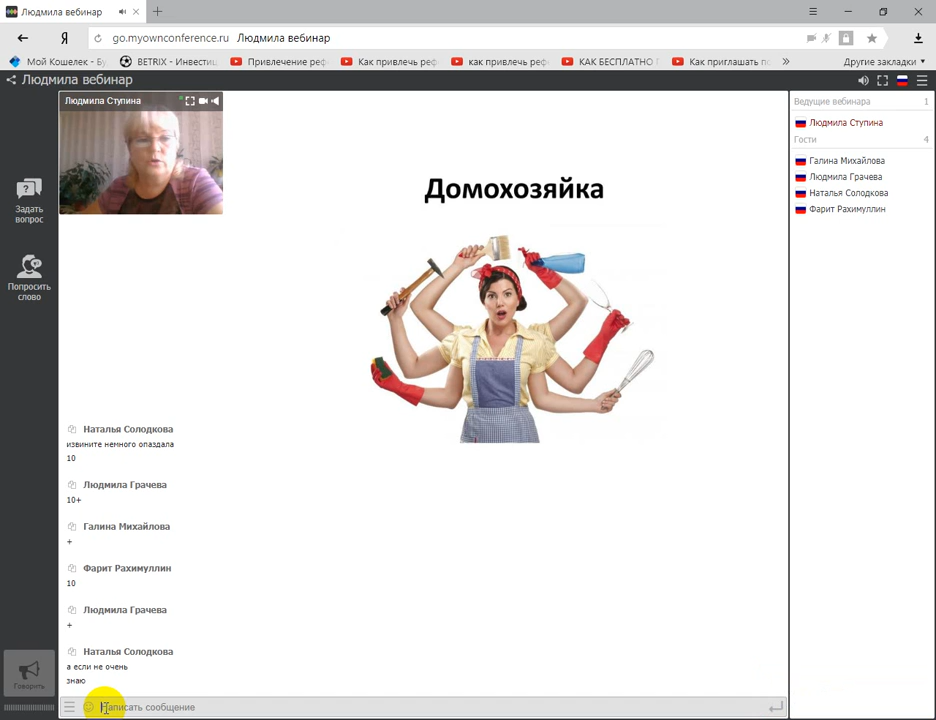 Людмила вебинар
Я
go.myownconference.ru Людмила вебинар
Мой Кошелек - Бу
BETRIX - Инвестиц
Привлечение реф
Как привлечь реф
как привлечь реф
КАК БЕСПЛАТНО
Как приглашать по
»
Другие закладки
Людмила вебинар
Людмила Ступина
Задать
вопрос
Попросить
слово
Говорить
Домохозяйка
Наталья Солодкова
извините немного опаздала
10
Людмила Грачева
10+
Галина Михайлова
+
Фарит Рахимуллин
10
Людмила Грачева
+
Наталья Солодкова
а если не очень
знаю
Написать сообщение
Ведущие вебинара 1
Людмила Ступина
Гости 4
Галина Михайлова
Людмила Грачева
Наталья Солодкова
Фарит Рахимуллин